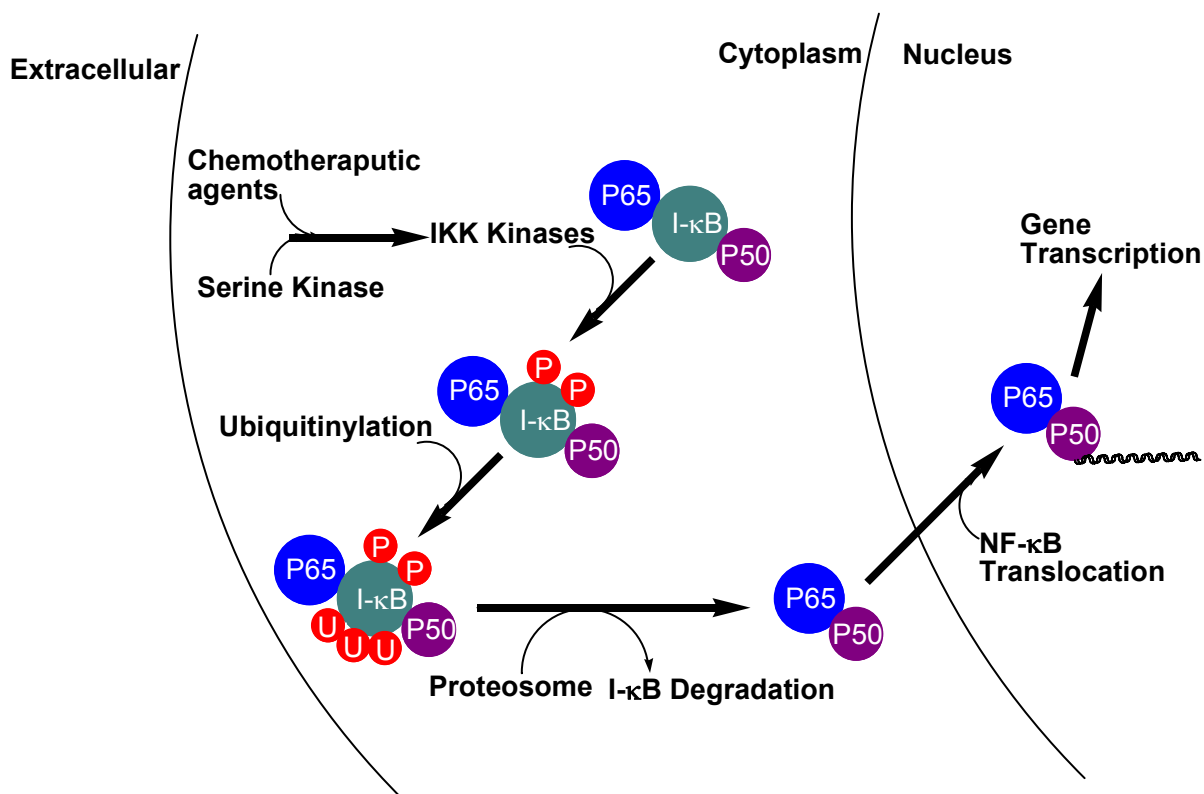 Extracellular
Cytoplasm
Nucleus
Chemotheraputic
agents
Serine Kinase
IKK Kinases
P65
I-κB
P50
P
P
P65
I-κB
P50
Ubiquitinylation
P
P
P65
I-κB
P50
U
U
U
Proteosome
I-κB Degradation
P65
P50
NF-κB
Translocation
P65
P50
Gene
Transcription